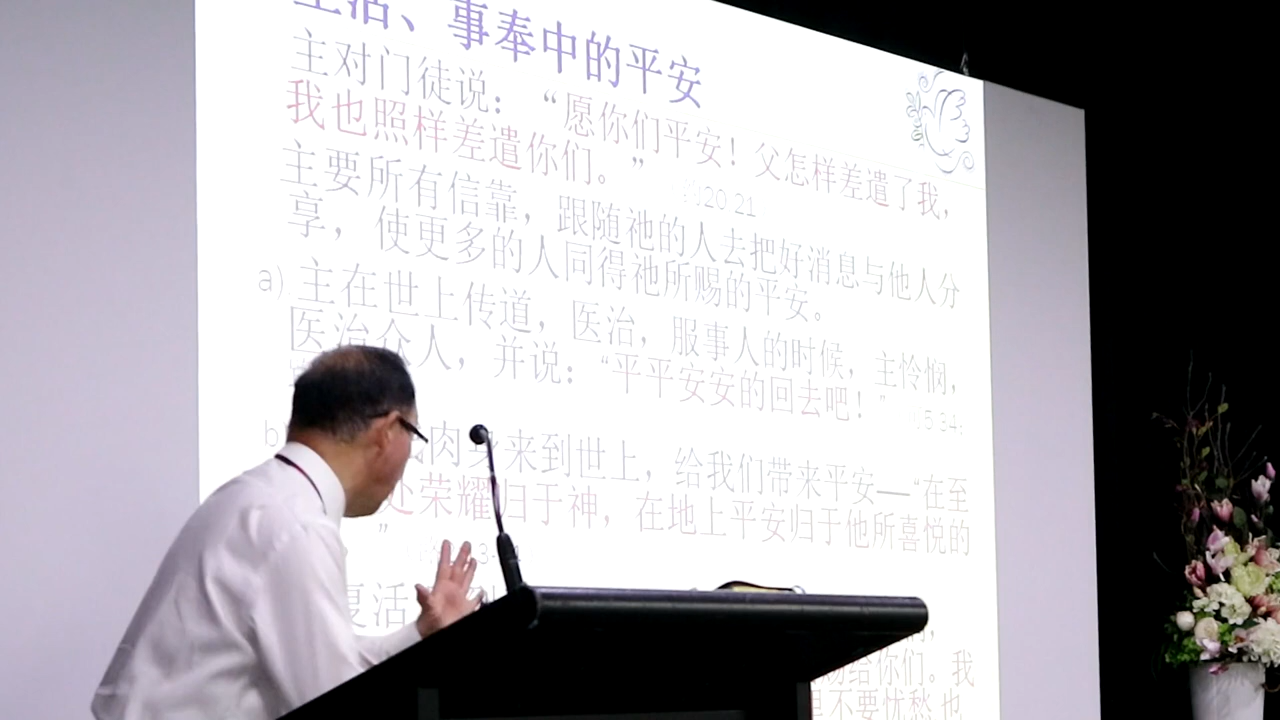 生活、事奉中的平安
主对门徒说：“愿你们平安！父怎样差遣了我，
我也照样差遣你们。” 约20 21
主要所有信靠，跟随祂的人去把好消息与他人分
享，使更多的人同得祂所赐的平安。
a) 主在世上传道，医治，服事人的时候，主怜悯，
医治众人，并说：“平平安安的回去吧！” 5:34;
b
肉身来到世上，给我们带来平安—“在至
处荣耀归于神，在地上平安归于他所喜悦的
”
复活
给你们。我
里不要忧愁 也